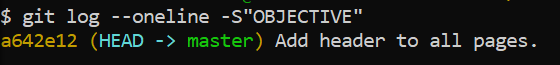 $ git log --oneline -S"OBJECTIVE"
a642e12 (HEAD -> master) Add header to all pages.